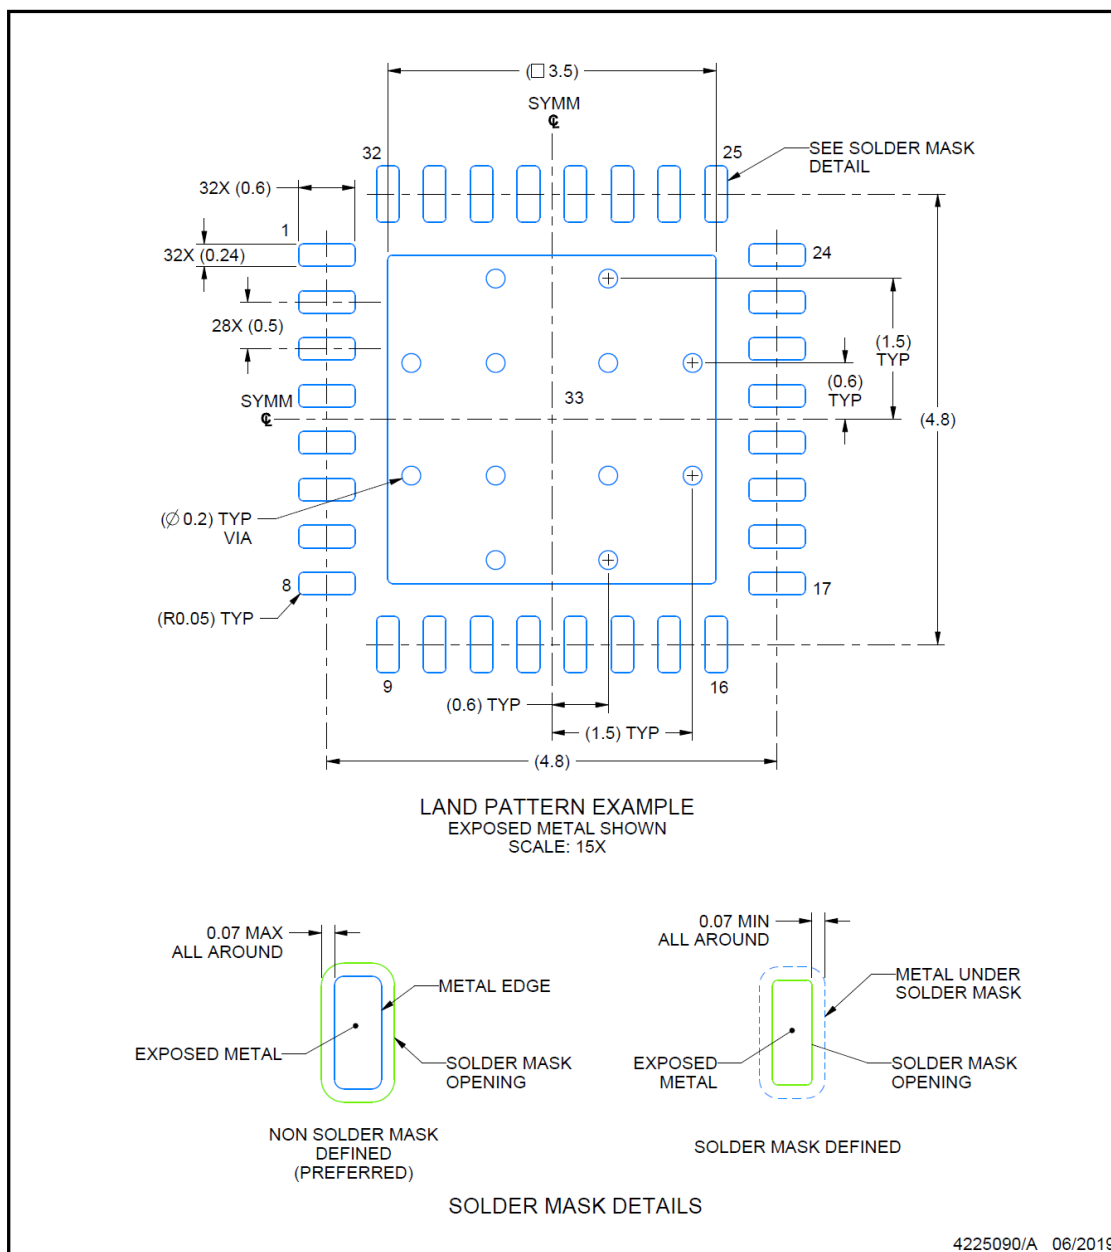 (□ 3.5)
SYMM
℄
32
25
SEE SOLDER MASK
DETAIL
32X (0.6)
1
24
32X (0.24)
28X (0.5)
(1.5)
TYP
(0.6)
TYP
SYMM
℄
33
(4.8)
(∅ 0.2) TYP
VIA
8
17
(R0.05) TYP
9
16
(0.6) TYP
(1.5) TYP
(4.8)
LAND PATTERN EXAMPLE
EXPOSED METAL SHOWN
SCALE: 15X
0.07 MAX
ALL AROUND
METAL EDGE
EXPOSED METAL
SOLDER MASK
OPENING
NON SOLDER MASK
DEFINED
(PREFERRED)
0.07 MIN
ALL AROUND
METAL UNDER
SOLDER MASK
EXPOSED
METAL
SOLDER MASK
OPENING
SOLDER MASK DEFINED
SOLDER MASK DETAILS
4225090/A 06/2019